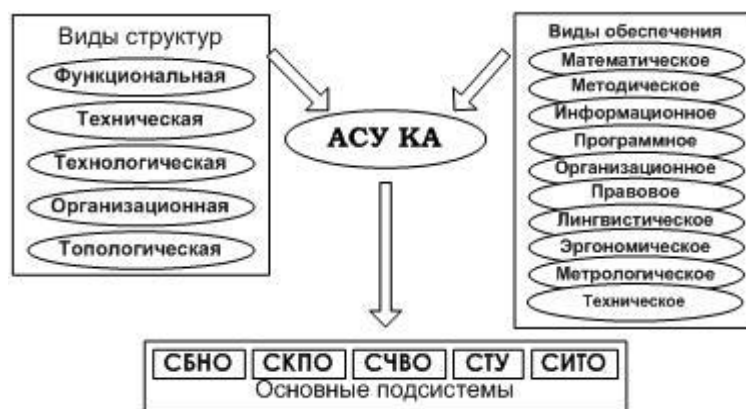 Виды структур
Функциональная
Техническая
Технологическая
Организационная
Топологическая
АСУ КА
Виды обеспечения
Математическое
Методическое
Информационное
Программное
Организационное
Правовое
Лингвистическое
Эргономическое
Метрологическое
Техническое
СБНО СКПО СЧВО СТУ СИТО
Основные подсистемы